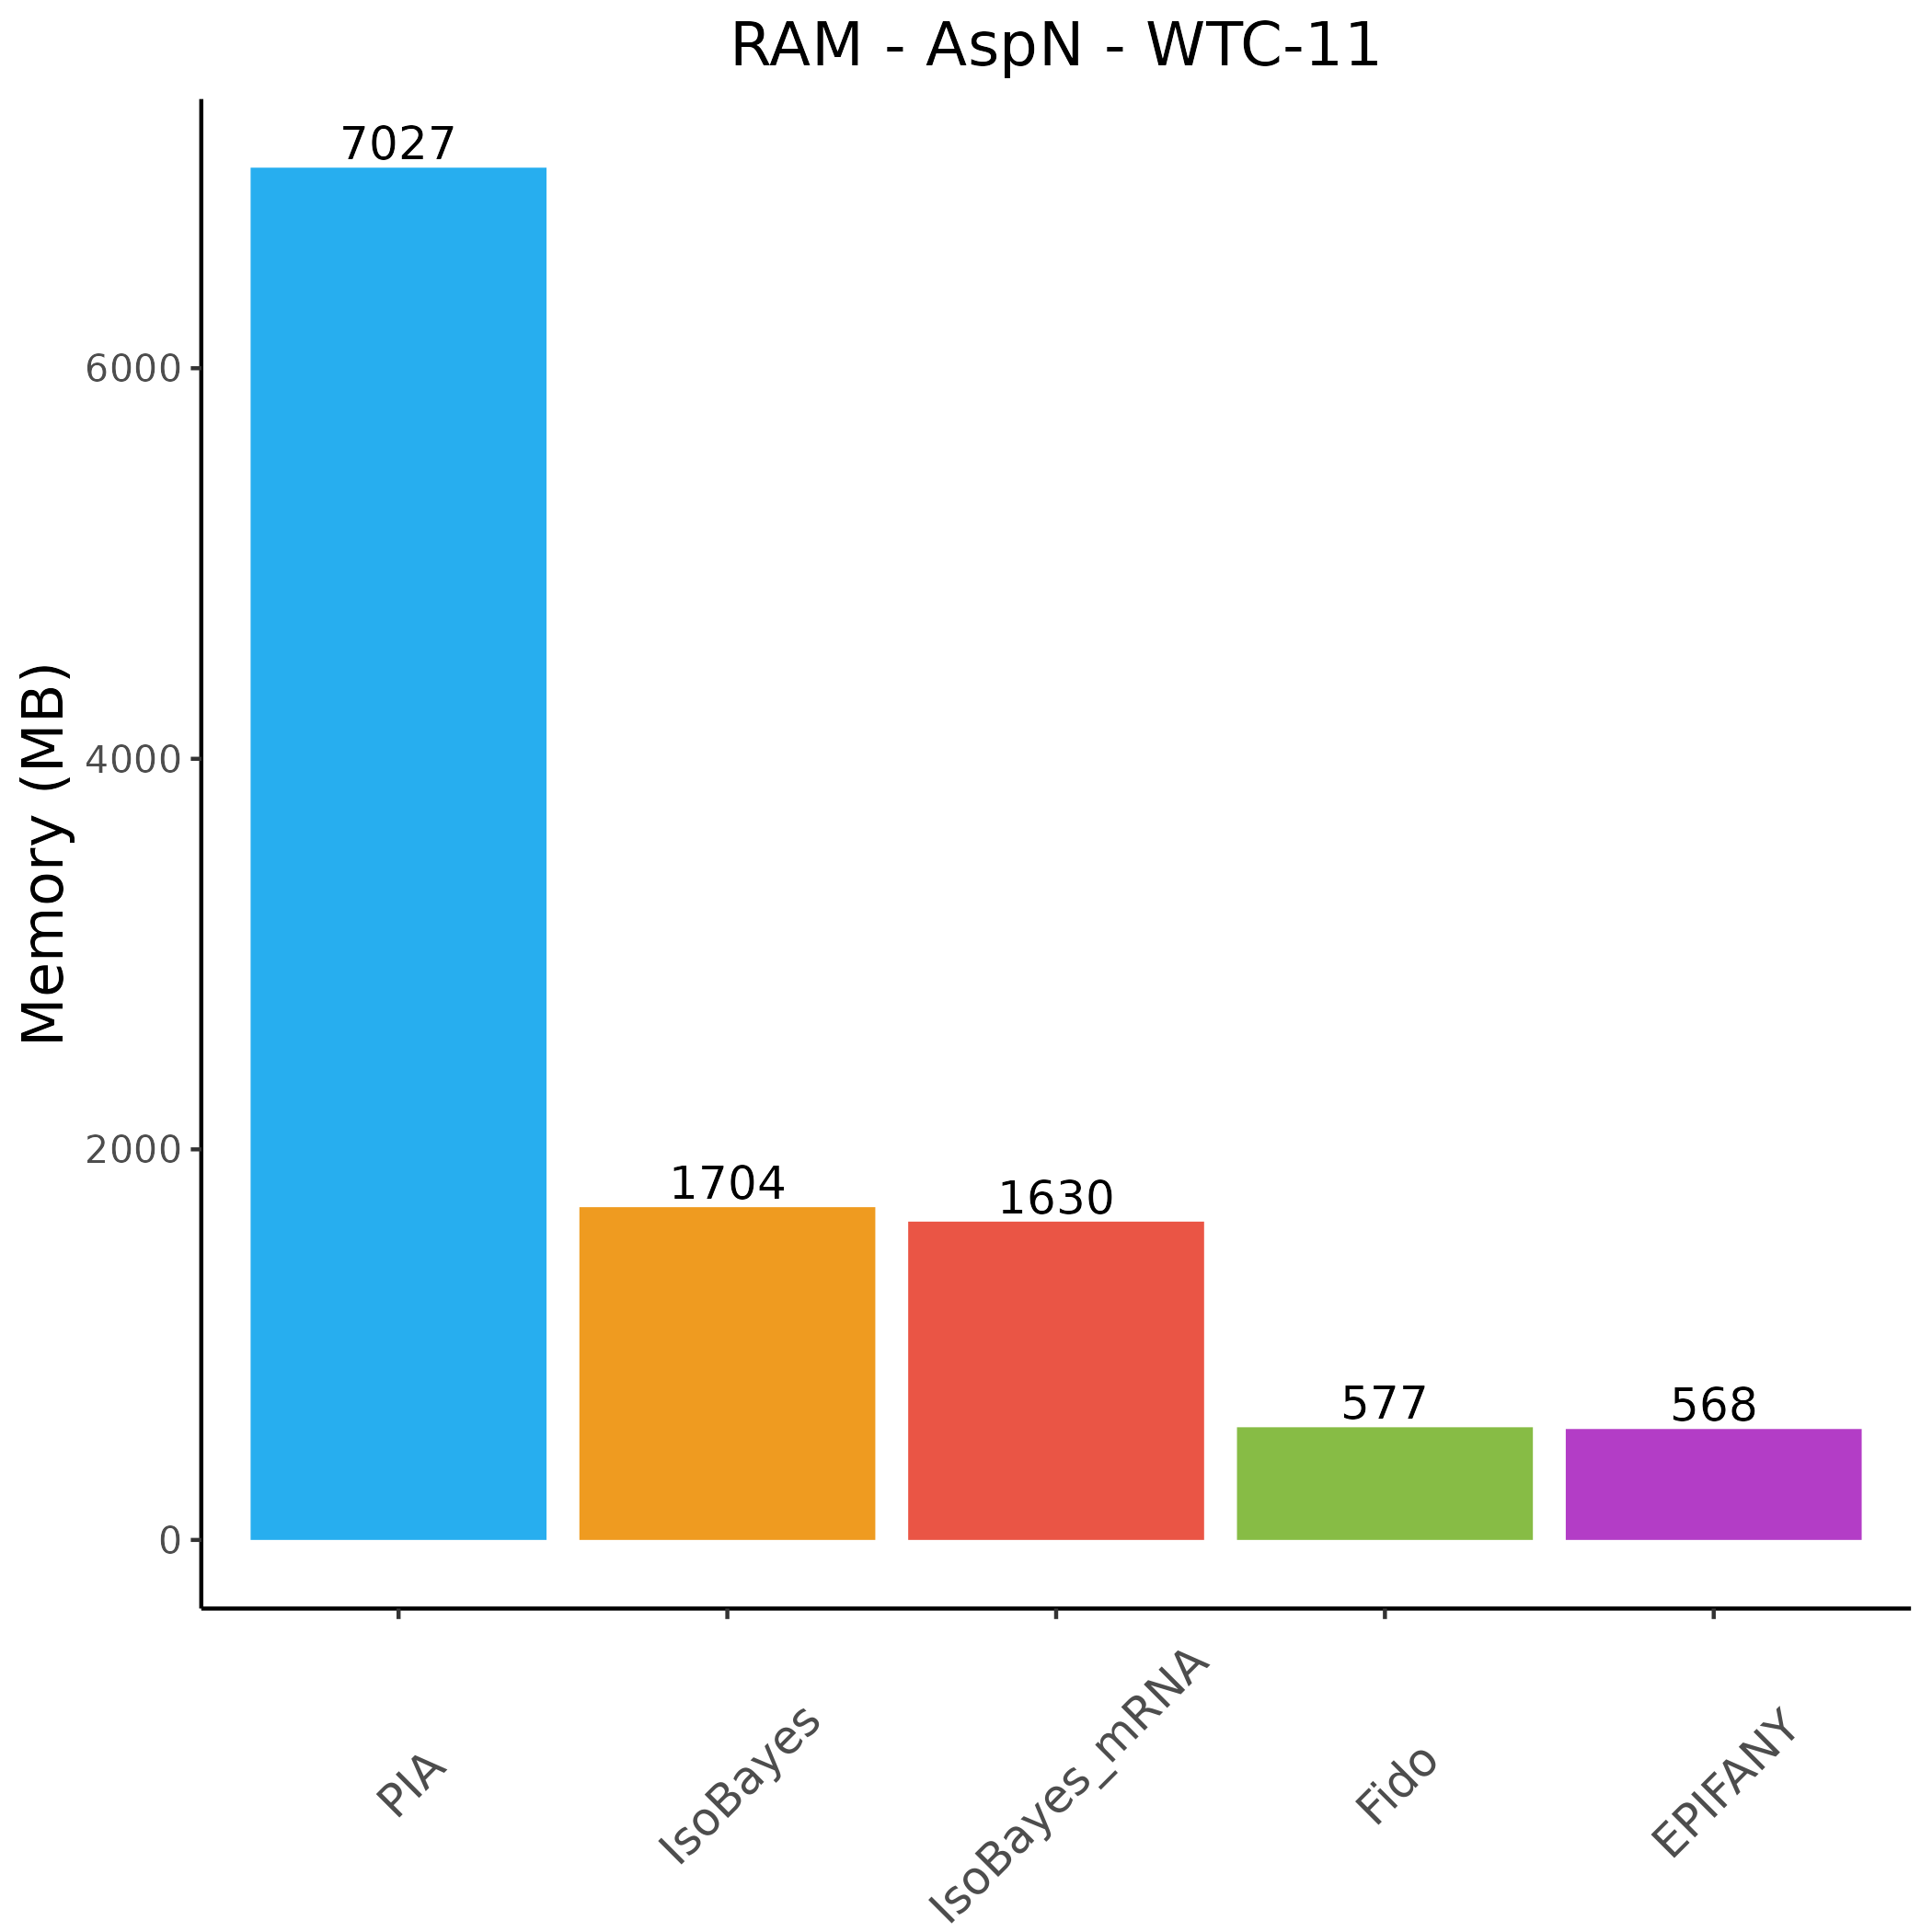 RAM - AspN - WTC-11
Memory (MB)
6000
4000
2000
0
7027
1704
1630
577
568
PIA
IsoBayes
IsoBayes_mRNA
Fido
EPIFANY